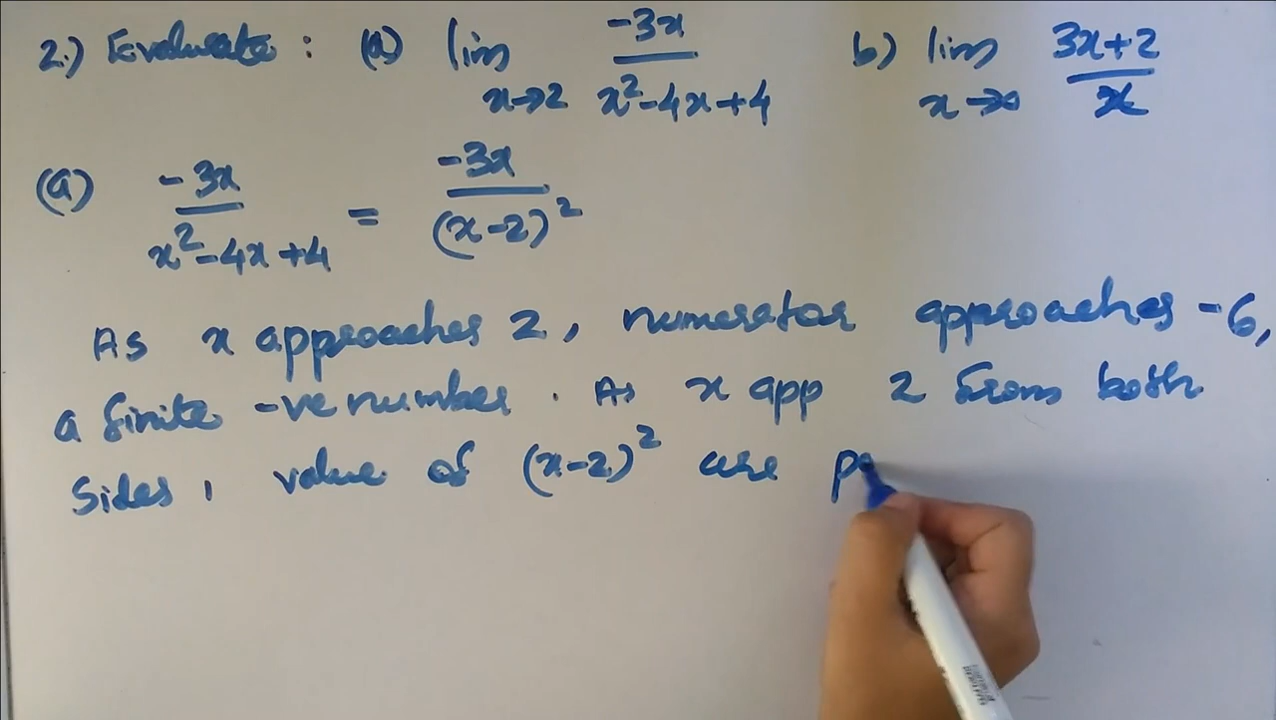 2.) Evaluate : (a) lim x→2 -3x / x²-4x+4 b) lim x→∞ 3x+2 / x
(a) -3x / x²-4x+4 = -3x / (x-2)²
As x approaches 2, numerator approaches -6,
a finite -ve number. As x app 2 from both
sides, value of (x-2)² are po